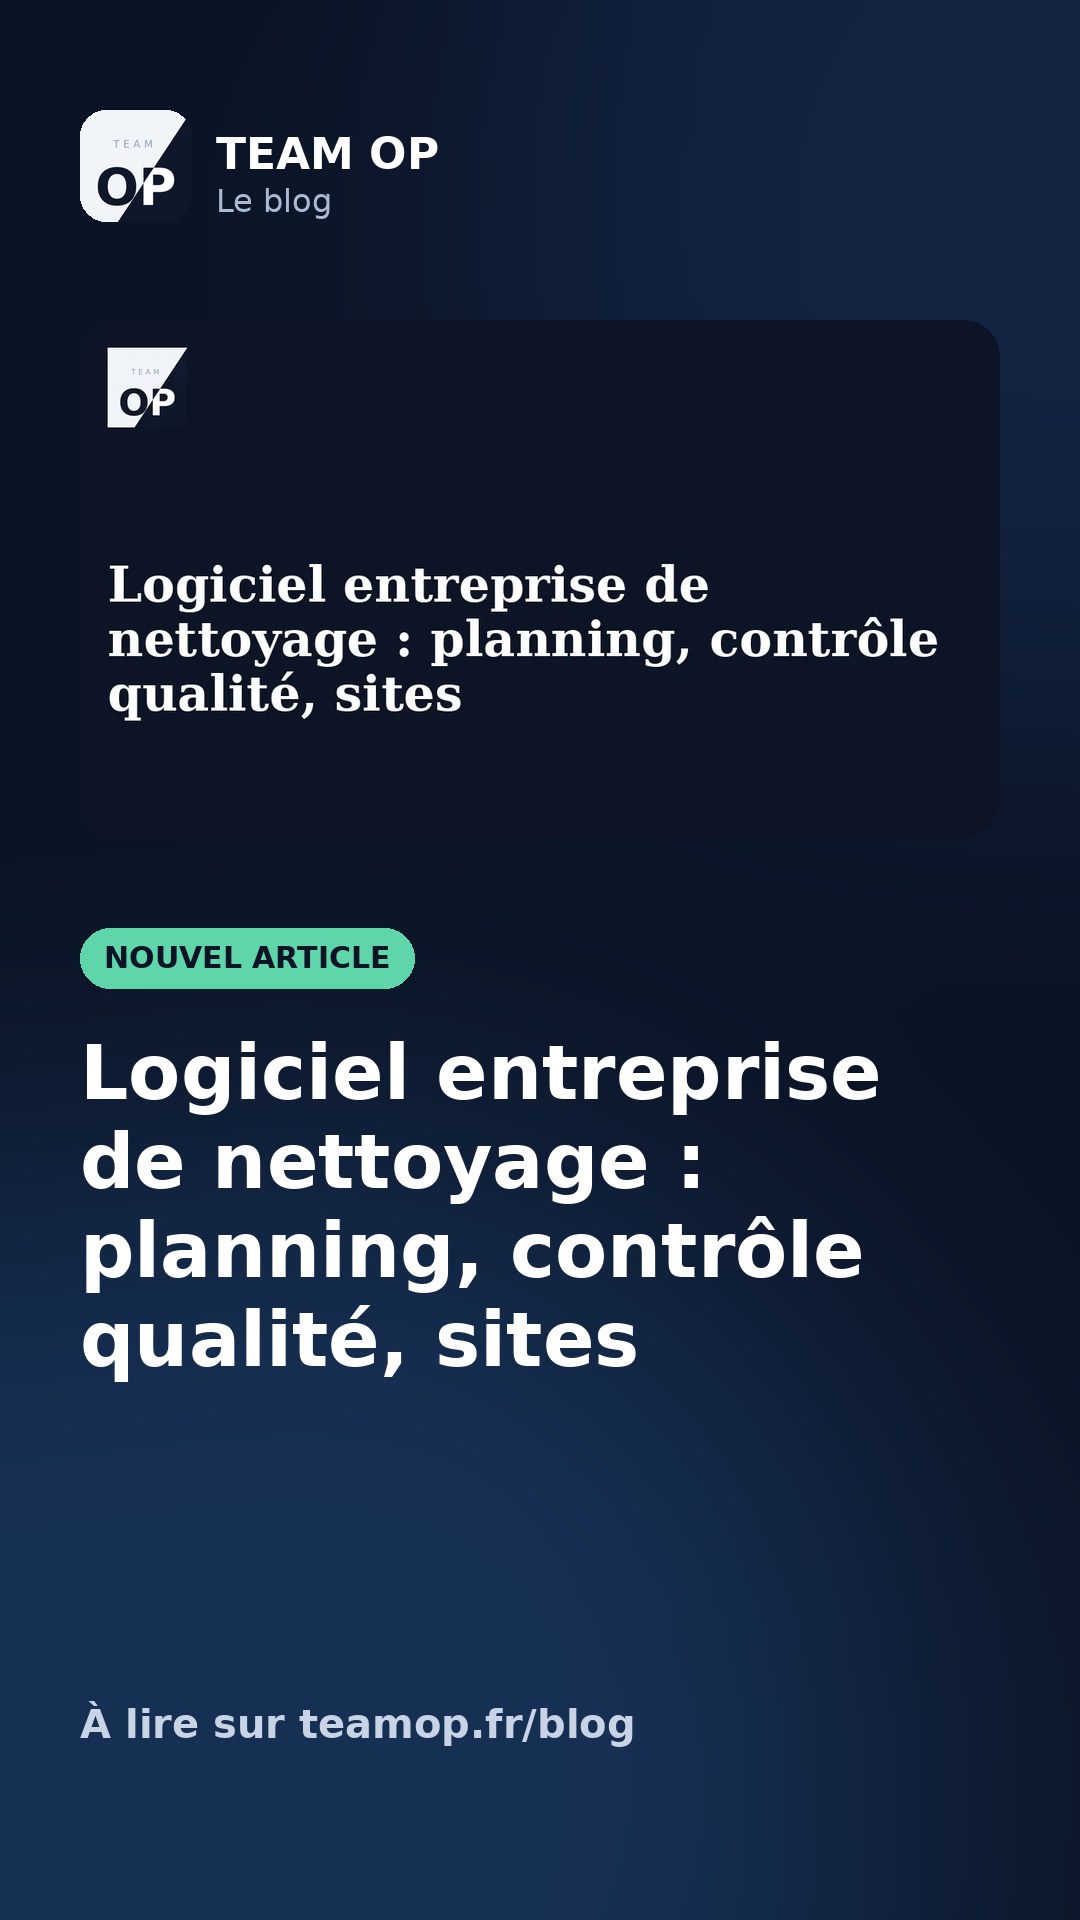 TEAM
OP
TEAM OP
Le blog
TEAM
OP
Logiciel entreprise de
nettoyage : planning, contrôle
qualité, sites
NOUVEL ARTICLE
Logiciel entreprise
de nettoyage :
planning, contrôle
qualité, sites
À lire sur teamop.fr/blog